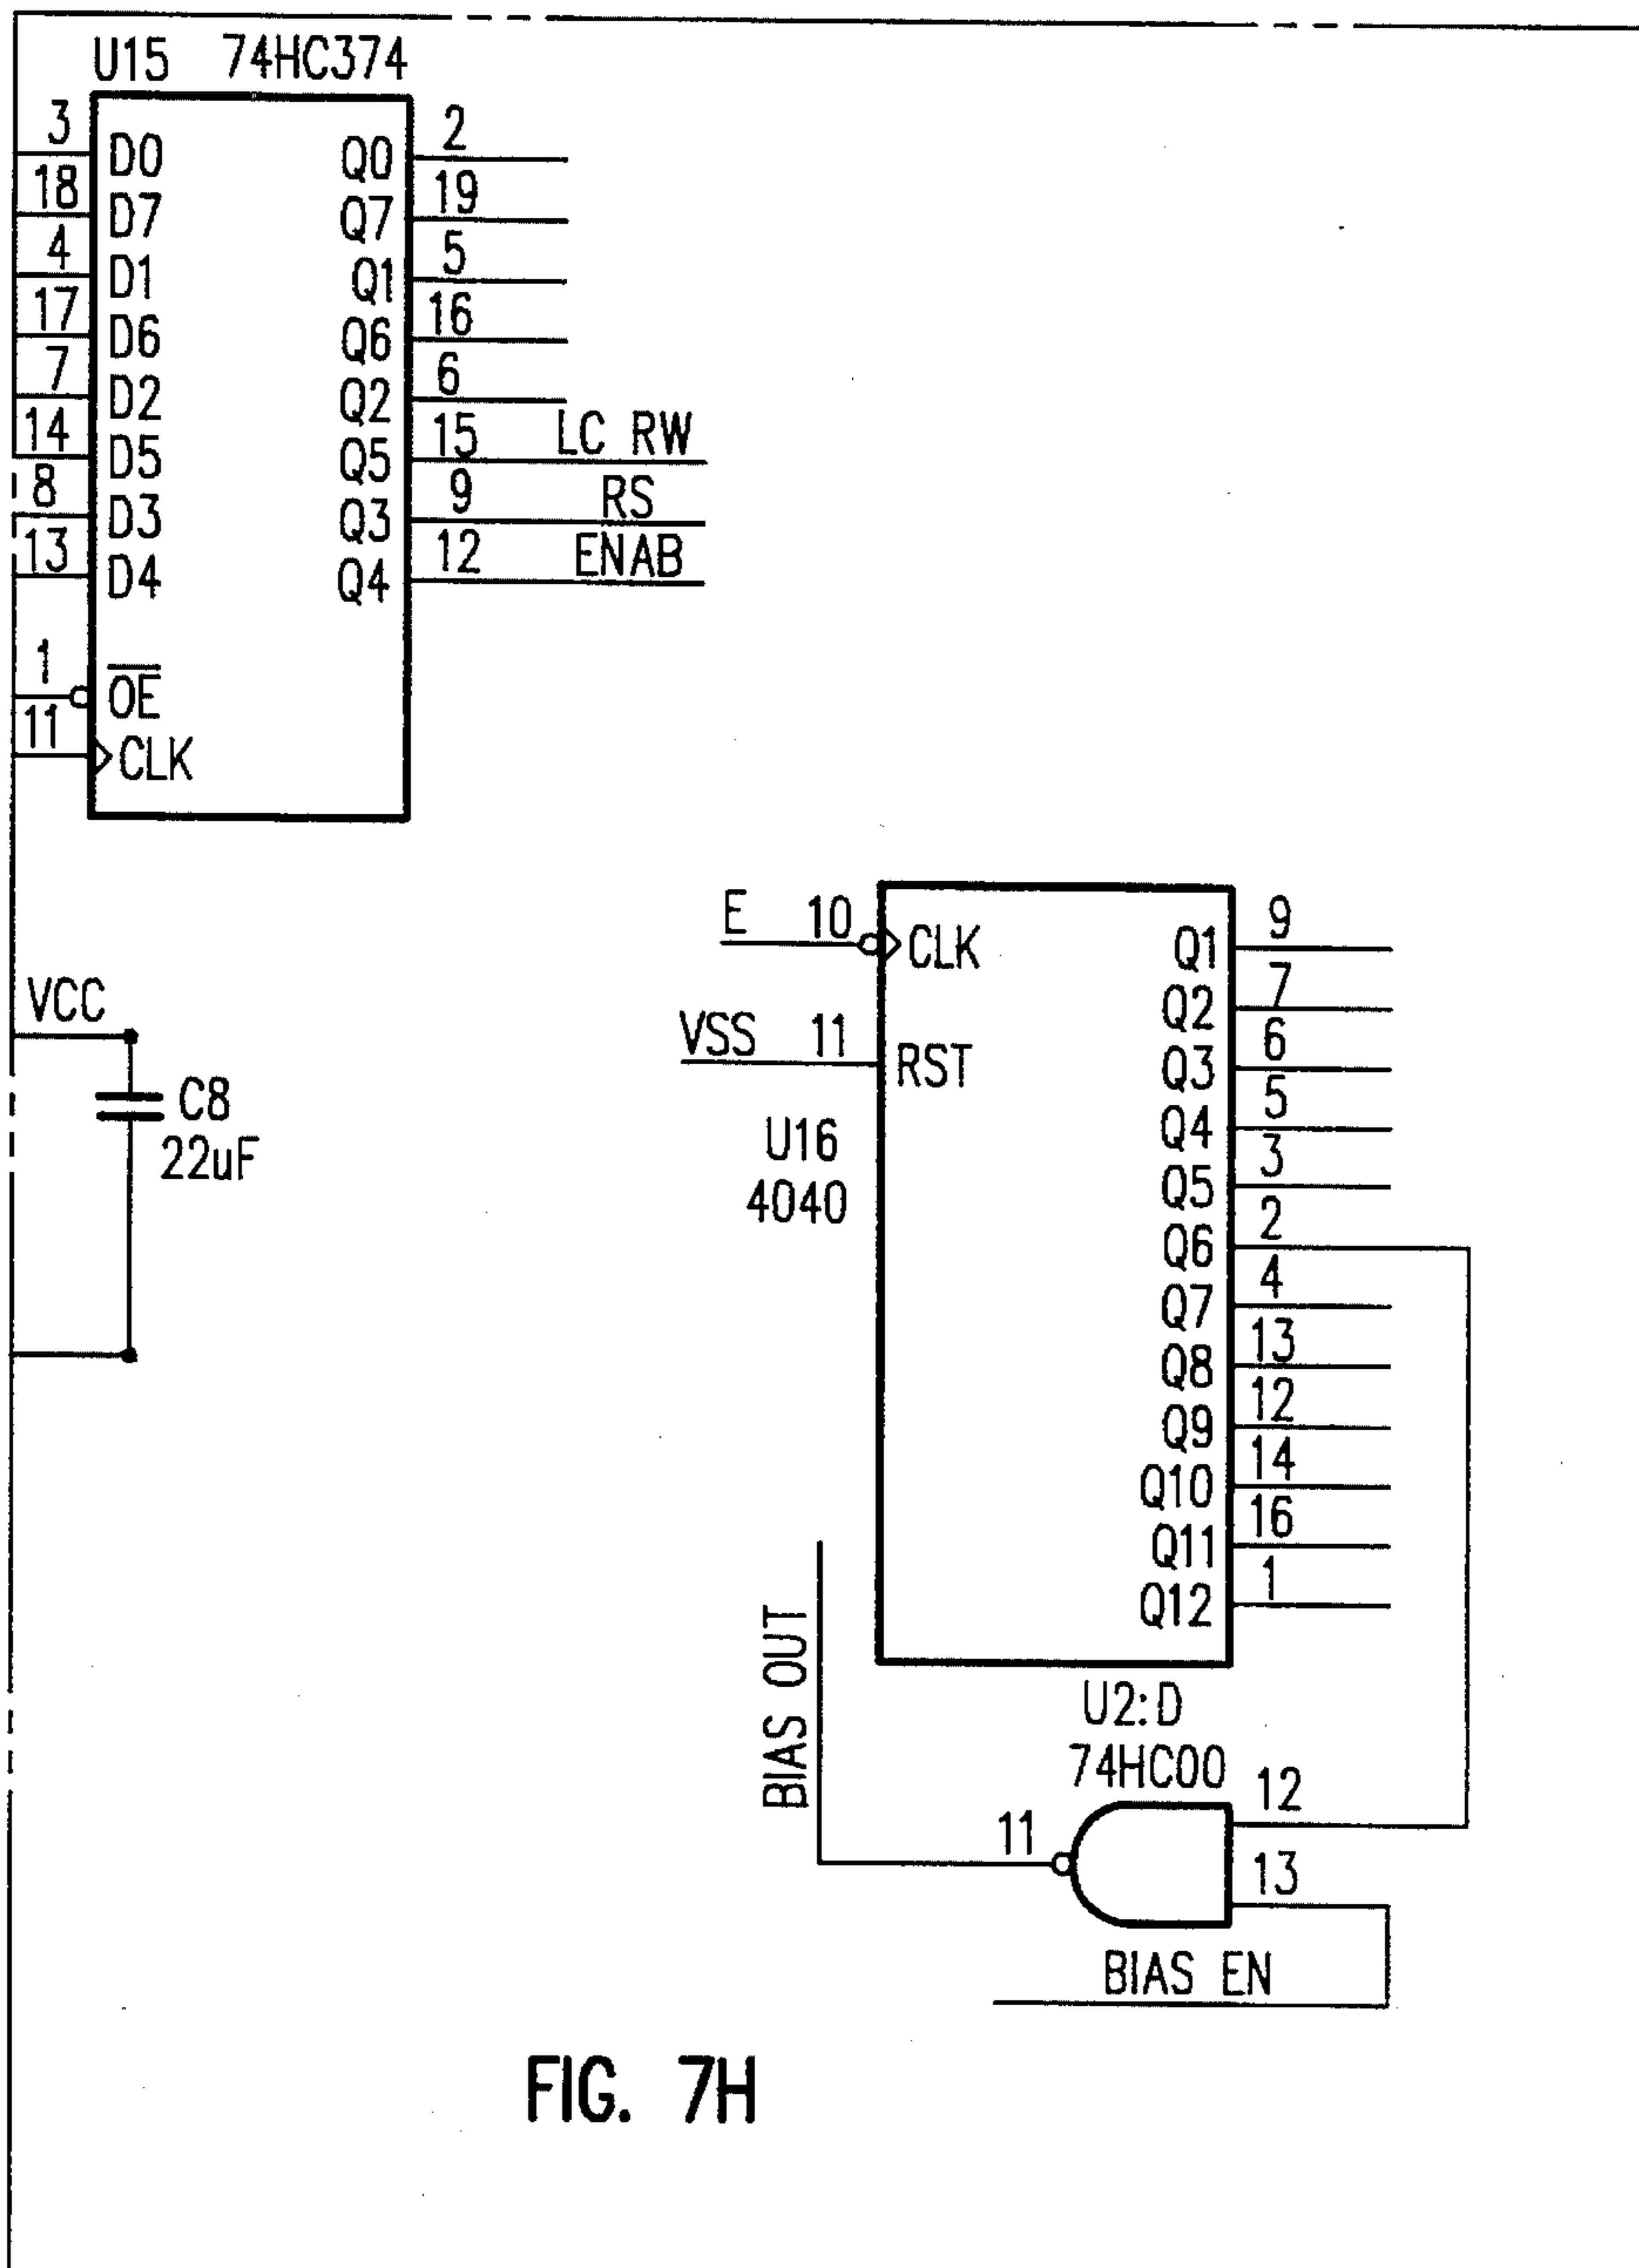 U15 74HC374
3 D0 Q0 2
18 D7 Q7 19
4 D1 Q1 5
17 D6 Q6 16
7 D2 Q2 6
14 D5 Q5 15 LC RW
8 D3 Q3 9 RS
13 D4 Q4 12 ENAB
1 OE
11 CLK
VCC
C8
22uF
E 10 CLK Q1 9
Q2 7
VSS 11 RST Q3 6
U16
4040
Q4 5
Q5 3
Q6 2
Q7 4
Q8 13
Q9 12
Q10 14
Q11 16
Q12 1
BIAS OUT
U2:D
74HC00
12
11
13
BIAS EN
FIG. 7H